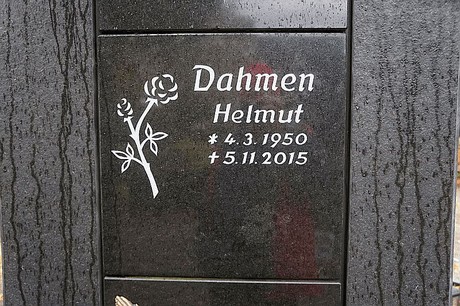 Dahmen
Helmut
* 4.3.1950
† 5.11.2015